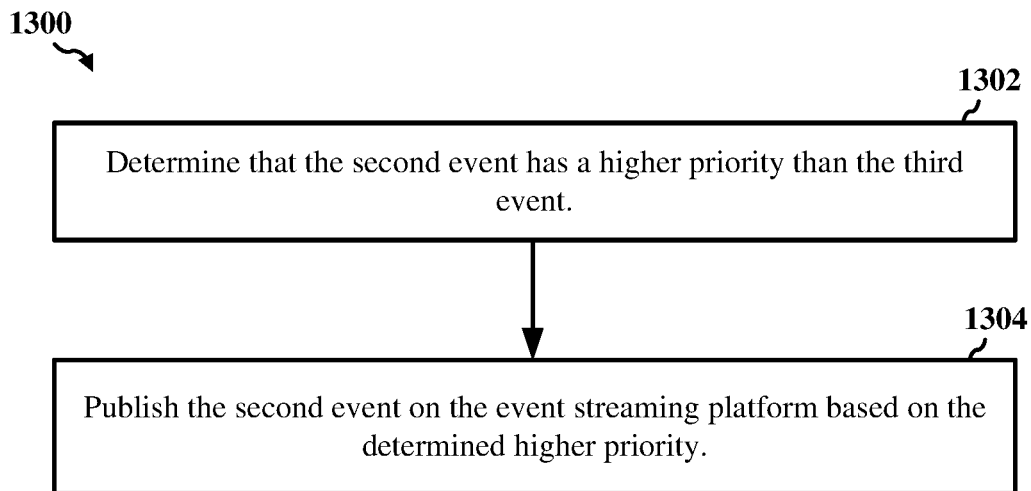 1300
1302
Determine that the second event has a higher priority than the third
event.
1304
Publish the second event on the event streaming platform based on the
determined higher priority.